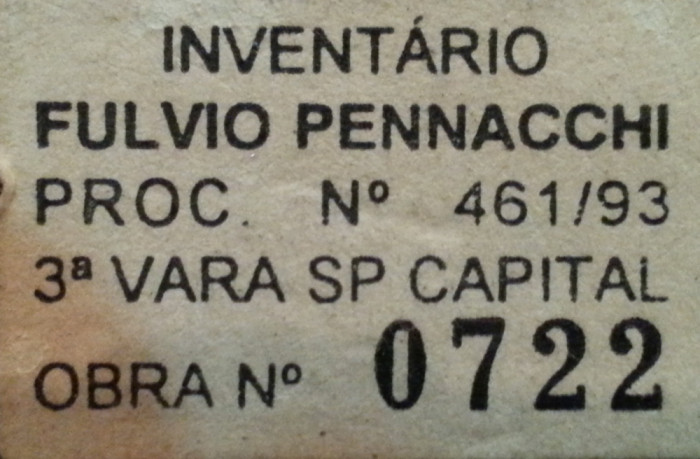 INVENTÁRIO
FULVIO PENNACCHI
PROC. Nº 461/93
3ª VARA SP CAPITAL
OBRA Nº 0722